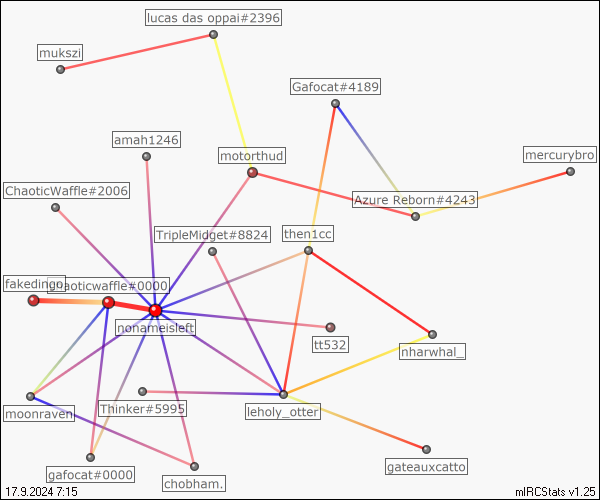 lucas das oppai#2396
mukszi
Gafocat#4189
amah1246
motorthud
mercurybro
ChaoticWaffle#2006
Azure Reborn#4243
TripleMidget#8824
then1cc
fakedingo
chaoticwaffle#0000
nonameisleft
tt532
nharwhal_
moonraven
Thinker#5995
leholy_otter
gafocat#0000
chobham.
gateauxcatto
17.9.2024 7:15
mIRCStats v1.25